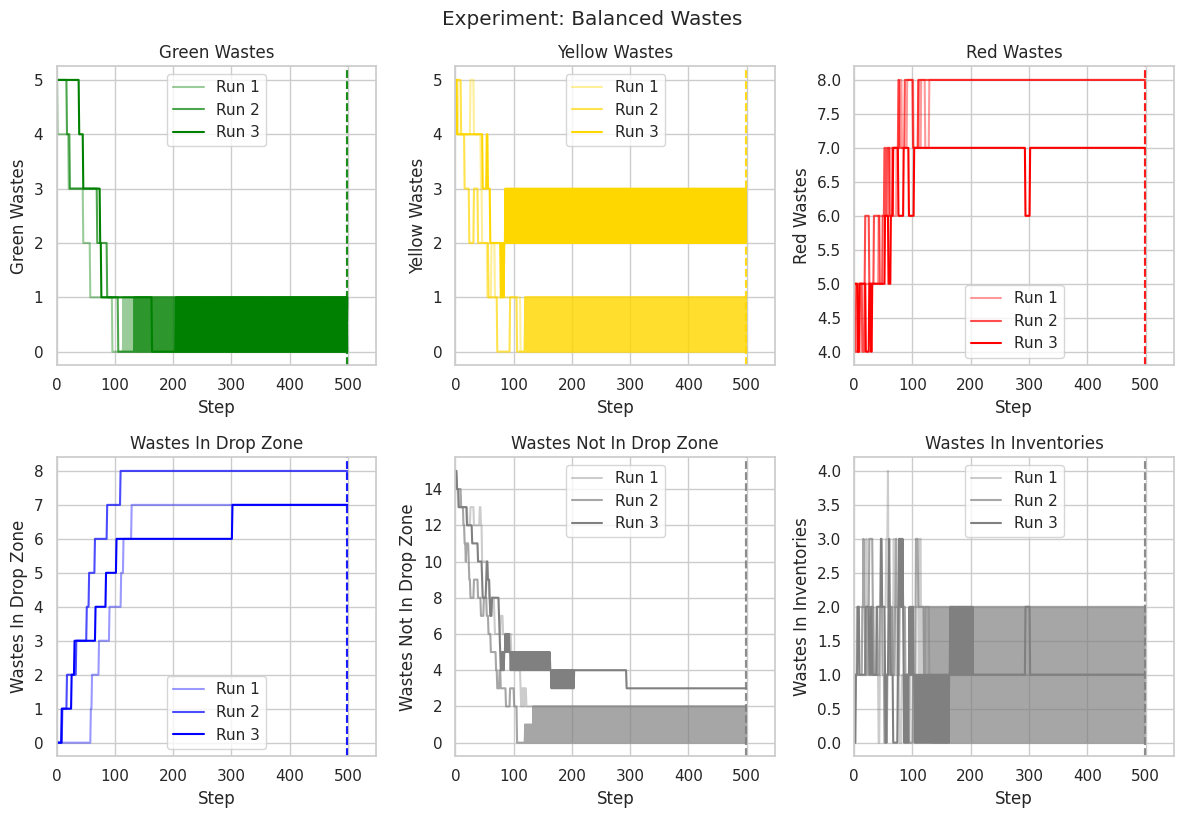 Experiment: Balanced Wastes
Green Wastes
Green Wastes
5
4
3
2
1
0
Run 1
Run 2
Run 3
0 100 200 300 400 500
Step
Yellow Wastes
Yellow Wastes
5
4
3
2
1
0
Run 1
Run 2
Run 3
0 100 200 300 400 500
Step
Red Wastes
Red Wastes
8.0
7.5
7.0
6.5
6.0
5.5
5.0
4.5
4.0
Run 1
Run 2
Run 3
0 100 200 300 400 500
Step
Wastes In Drop Zone
Wastes In Drop Zone
8
7
6
5
4
3
2
1
0
Run 1
Run 2
Run 3
0 100 200 300 400 500
Step
Wastes Not In Drop Zone
Wastes Not In Drop Zone
14
12
10
8
6
4
2
0
Run 1
Run 2
Run 3
0 100 200 300 400 500
Step
Wastes In Inventories
Wastes In Inventories
4.0
3.5
3.0
2.5
2.0
1.5
1.0
0.5
0.0
Run 1
Run 2
Run 3
0 100 200 300 400 500
Step